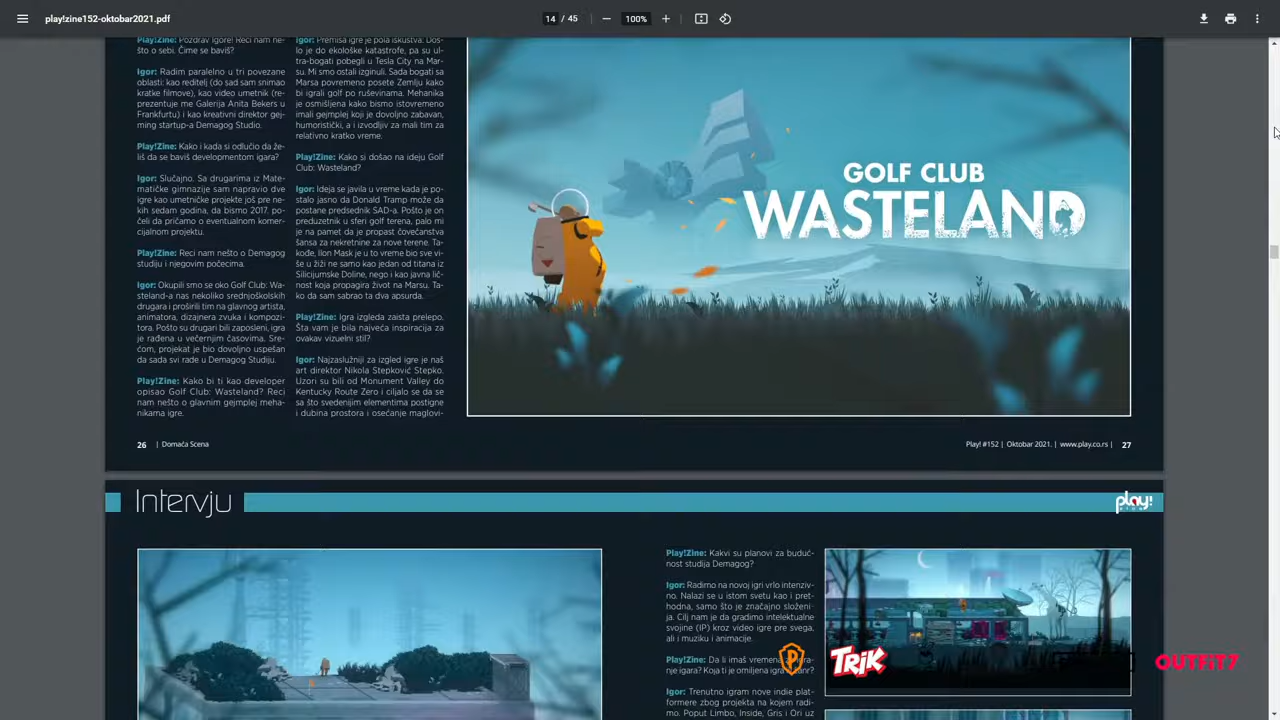 play!zine152-oktobar2021.pdf
14 / 45
100%
Play!Zine: Pozdrav Igore! Reci nam ne-
što o sebi. Čime se baviš?
Igor: Radim paralelno u tri povezane
oblasti: kao reditelj (do sad sam snimao
kratke filmove), kao video umetnik (re-
prezentuje me Galerija Anita Bekers u
Frankfurtu) i kao kreativni direktor gej-
ming startup-a Demagog Studio.
Play!Zine: Kako i kada si odlučio da že-
liš da se baviš developmentom igara?
Igor: Slučajno. Sa drugarima iz Mate-
matičke gimnazije sam napravio dve
igre kao umetničke projekte još pre ne-
kih sedam godina, da bismo 2017. po-
čeli da pričamo o eventualnom komer-
cijalnom projektu.
Play!Zine: Reci nam nešto o Demagog
studiju i njegovim počecima.
Igor: Okupili smo se oko Golf Club: Wa-
steland-a nas nekoliko srednjoškolskih
drugara i proširili tim na glavnog artista,
animatora, dizajnera zvuka i kompozi-
tora. Pošto su drugari bili zaposleni, igra
je rađena u večernjim časovima. Sre-
ćom, projekat je bio dovoljno uspešan
da sada svi rade u Demagog Studiju.
Play!Zine: Kako bi ti kao developer
opisao Golf Club: Wasteland? Reci
nam nešto o glavnim gejmplej meha-
nikama igre.
Igor: Premisa igre je pola iskustva: Doš-
lo je do ekološke katastrofe, pa su ul-
tra-bogati pobegli u Tesla City na Mar-
su. Mi smo ostali izginuli. Sada bogati sa
Marsa povremeno posete Zemlju kako
bi igrali golf po ruševinama. Mehanika
je osmišljena kako bismo istovremeno
imali gejmplej koji je dovoljno zabavan,
humoristički, a i izvodljiv za mali tim za
relativno kratko vreme.
Play!Zine: Kako si došao na ideju Golf
Club: Wasteland?
Igor: Ideja se javila u vreme kada je po-
stalo jasno da Donald Tramp može da
postane predsednik SAD-a. Pošto je on
preduzetnik u sferi golf terena, palo mi
je na pamet da je propast čovečanstva
šansa za nekretnine za nove terene. Ta-
kođe, Ilon Mask je u to vreme bio sve vi-
še u žiži ne samo kao jedan od titana iz
Silicijumske Doline, nego i kao javna lič-
nost koja propagira život na Marsu. Ta-
ko da sam sabrao ta dva apsurda.
Play!Zine: Igra izgleda zaista prelepo.
Šta vam je bila najveća inspiracija za
ovakav vizuelni stil?
Igor: Najzaslužniji za izgled igre je naš
art direktor Nikola Stepković Stepko.
Uzori su bili od Monument Valley do
Kentucky Route Zero i ciljalo se da se
sa što svedenijim elementima postigne
i dubina prostora i osećanje maglovi-
GOLF CLUB
WASTELAND
26 | Domaća Scena
Play! #152 | Oktobar 2021. | www.play.co.rs | 27
Intervju
play!
Play!Zine: Kakvi su planovi za buduć-
nost studija Demagog?
Igor: Radimo na novoj igri vrlo intenziv-
no. Nalazi se u istom svetu kao i pret-
hodna, samo što je značajno složeni-
ja. Cilj nam je da gradimo intelektualne
svojine (IP) kroz video igre pre svega,
ali i muziku i animacije.
Play!Zine: Da li imaš vremena
nje igara? Koja ti je omiljena igra
Igor: Trenutno igram nove indie plat-
formere zbog projekta na kojem radi-
mo. Poput Limbo, Inside, Gris i Ori uz
P
TRiK
OUTFIT7